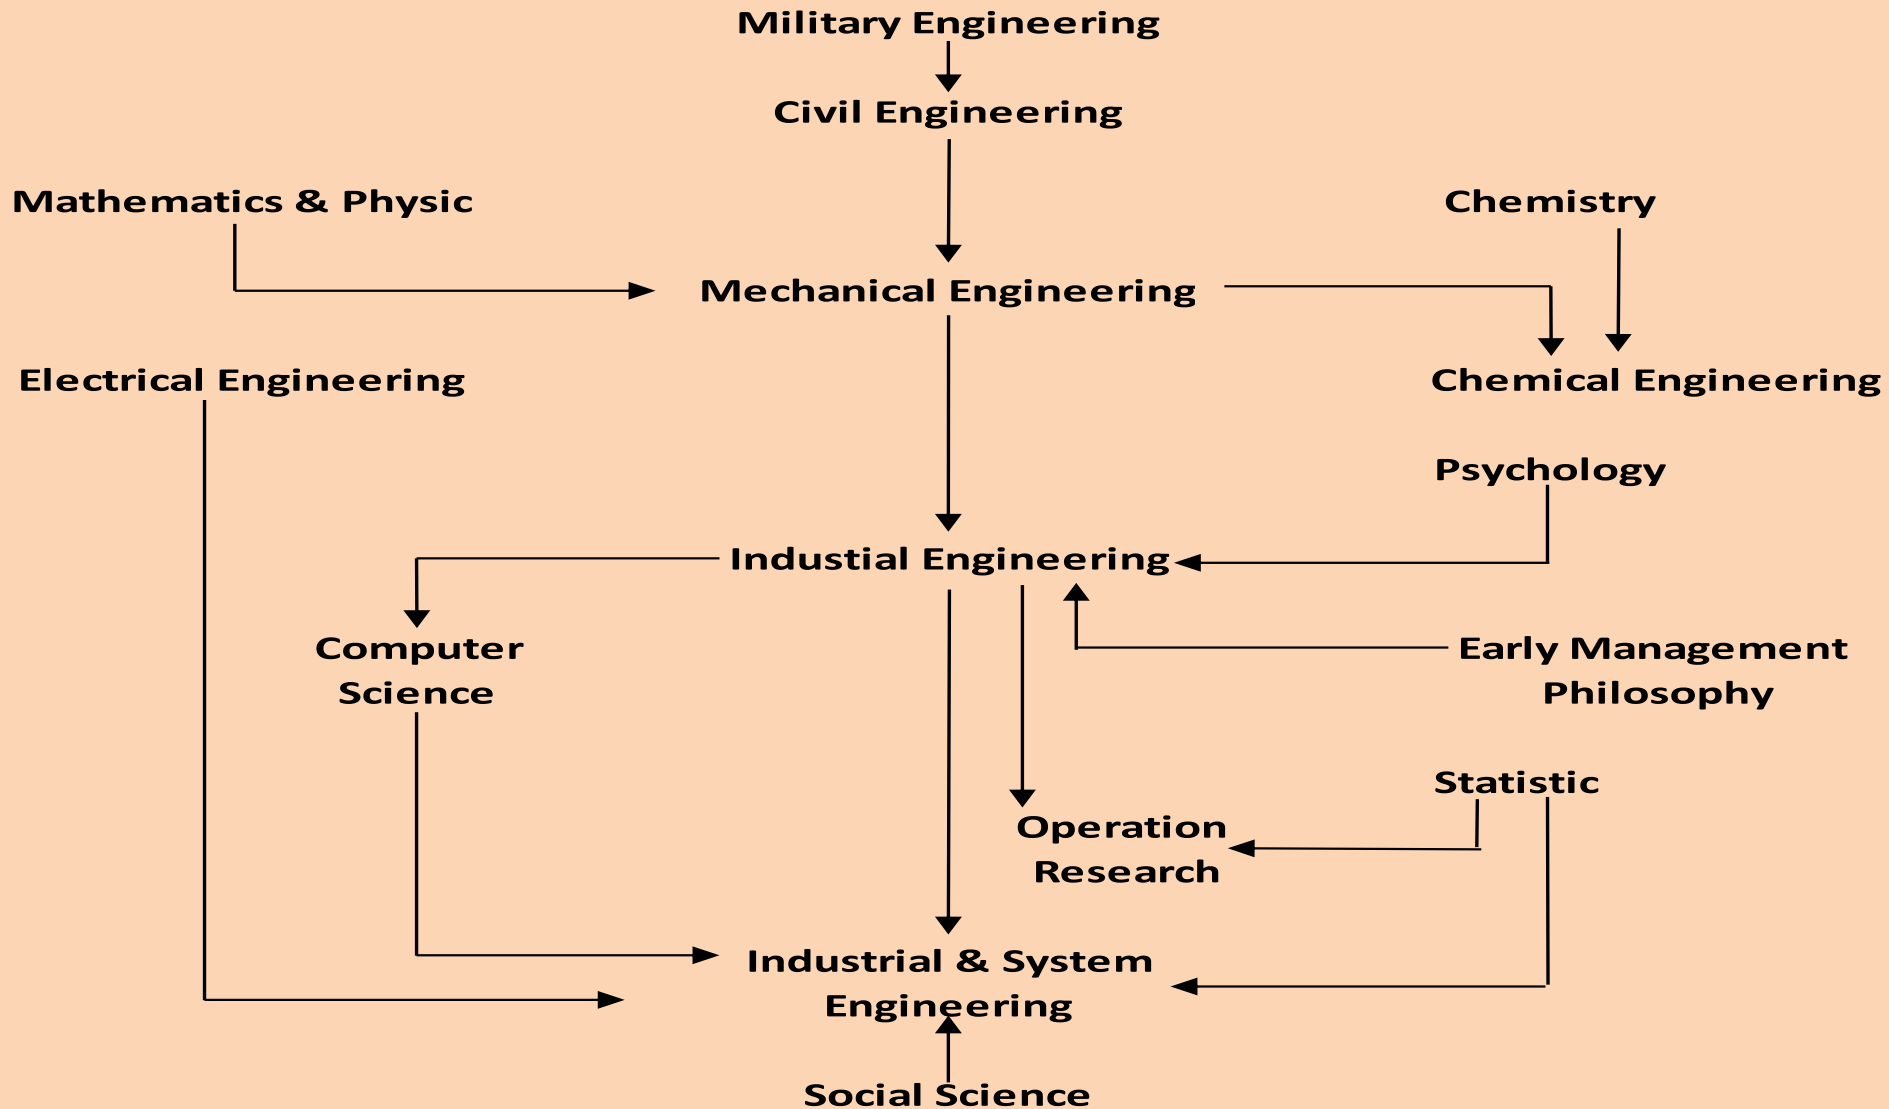 Military Engineering
Civil Engineering
Mathematics & Physic
Chemistry
Mechanical Engineering
Electrical Engineering
Chemical Engineering
Psychology
Industial Engineering
Computer
Science
Early Management
Philosophy
Statistic
Operation
Research
Industrial & System
Engineering
Social Science